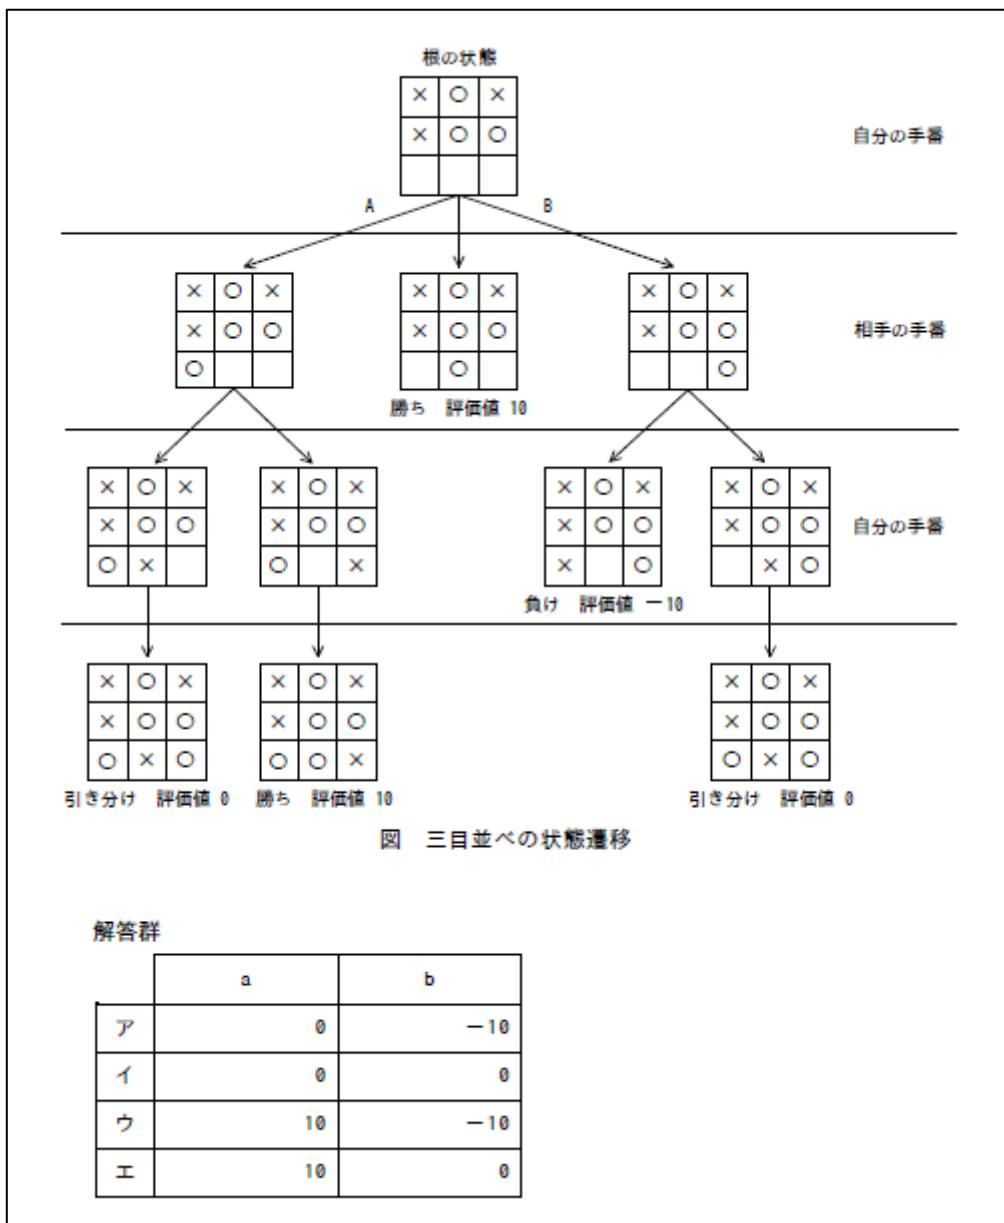 根の状態
× ○ ×
× ○ ○
自分の手番
A B
× ○ × × ○ × × ○ ×
× ○ ○ × ○ ○ × ○ ○
相手の手番
○ ○ ○
勝ち 評価値 10
× ○ × × ○ × × ○ × × ○ ×
× ○ ○ × ○ ○ × ○ ○ × ○ ○
自分の手番
○ × ○ × × ○ × ○
負け 評価値 －10
× ○ × × ○ × × ○ ×
× ○ ○ × ○ ○ × ○ ○
○ × ○ ○ ○ × ○ × ○
引き分け 評価値 0 勝ち 評価値 10 引き分け 評価値 0
図 三目並べの状態遷移
解答群
a b
ア 0 －10
イ 0 0
ウ 10 －10
エ 10 0